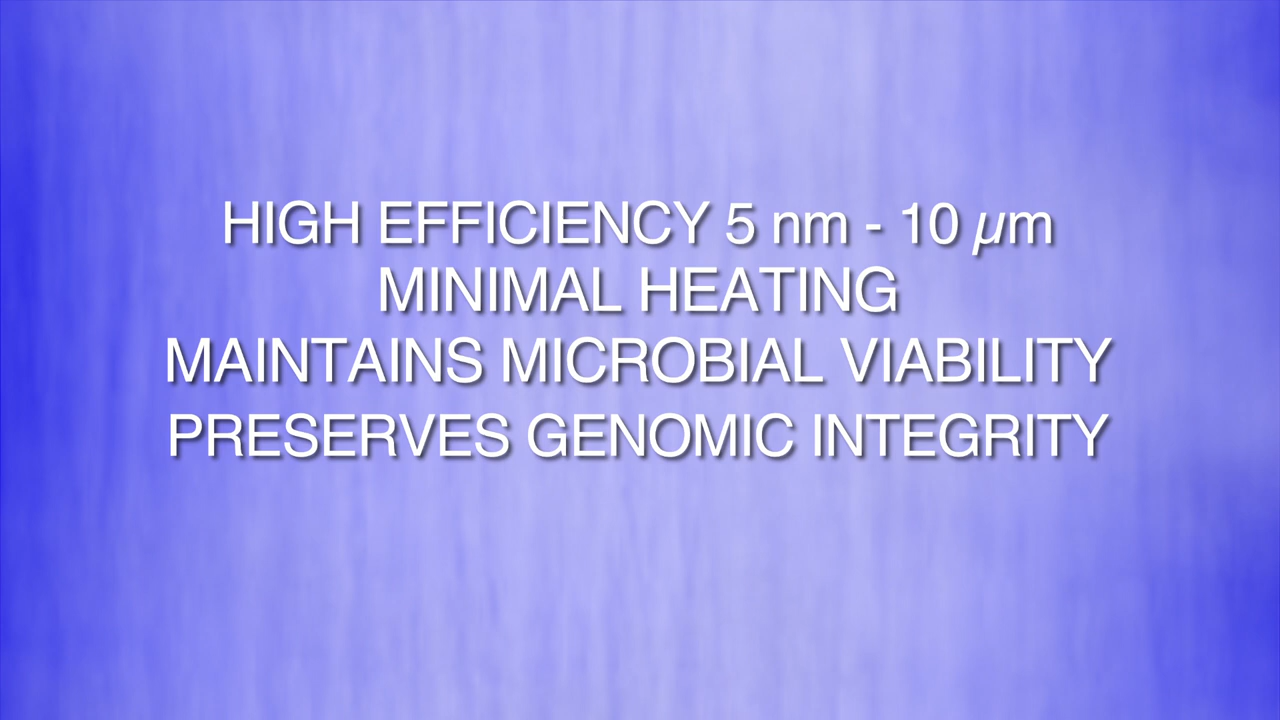 HIGH EFFICIENCY 5 nm - 10 µm
MINIMAL HEATING
MAINTAINS MICROBIAL VIABILITY
PRESERVES GENOMIC INTEGRITY